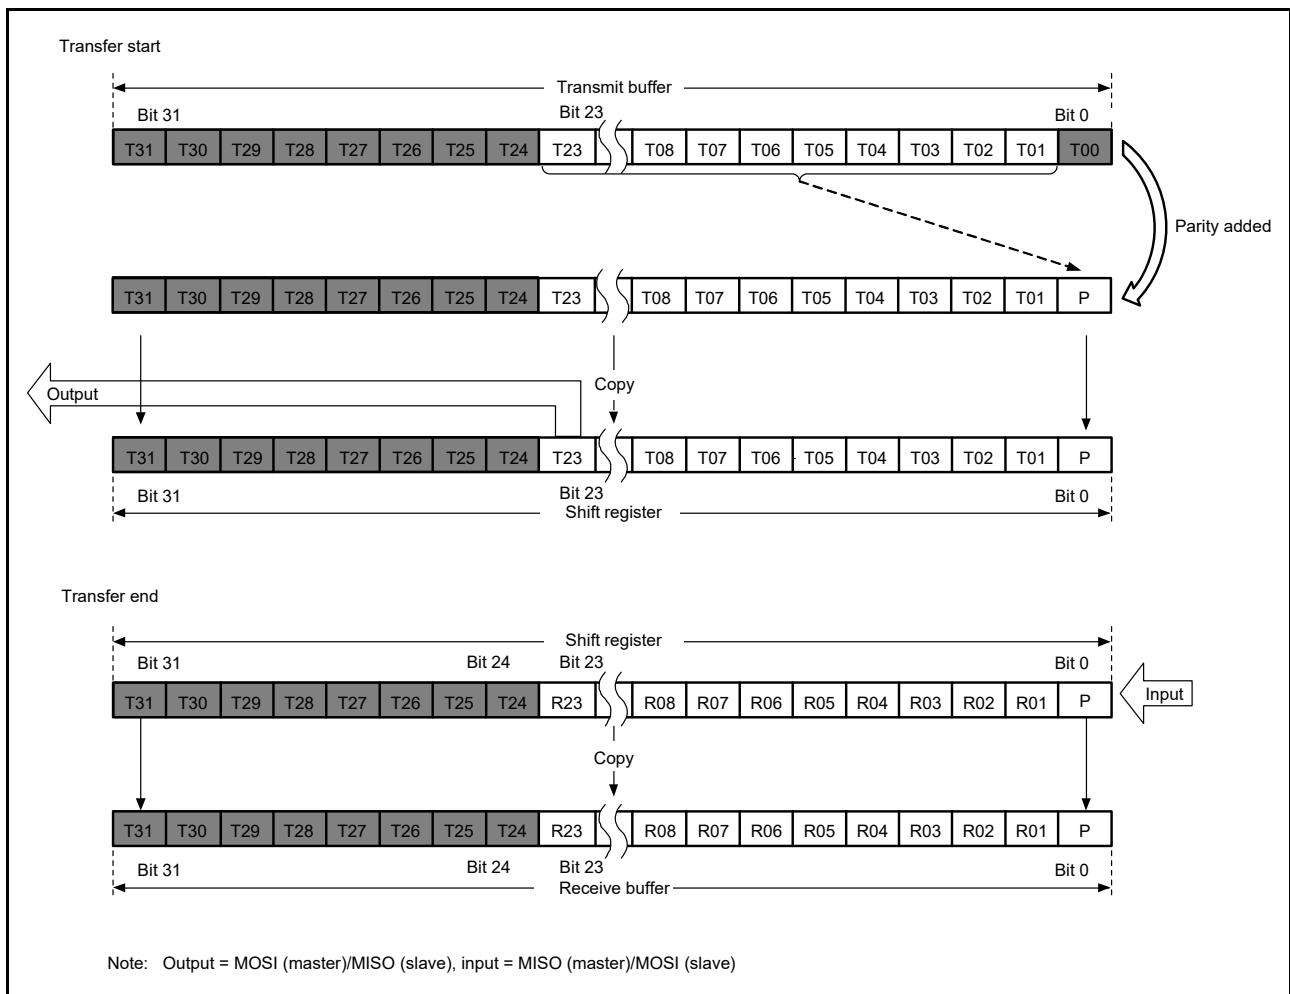 Transfer start
Transmit buffer
Bit 31 Bit 23 Bit 0
T31 T30 T29 T28 T27 T26 T25 T24 T23 T08 T07 T06 T05 T04 T03 T02 T01 T00
Parity added
T31 T30 T29 T28 T27 T26 T25 T24 T23 T08 T07 T06 T05 T04 T03 T02 T01 P
Copy
Output
T31 T30 T29 T28 T27 T26 T25 T24 T23 T08 T07 T06 T05 T04 T03 T02 T01 P
Bit 31 Bit 23 Bit 0
Shift register
Transfer end
Shift register
Bit 31 Bit 24 Bit 23 Bit 0
T31 T30 T29 T28 T27 T26 T25 T24 R23 R08 R07 R06 R05 R04 R03 R02 R01 P
Input
Copy
T31 T30 T29 T28 T27 T26 T25 T24 R23 R08 R07 R06 R05 R04 R03 R02 R01 P
Bit 31 Bit 24 Bit 23 Bit 0
Receive buffer
Note: Output = MOSI (master)/MISO (slave), input = MISO (master)/MOSI (slave)